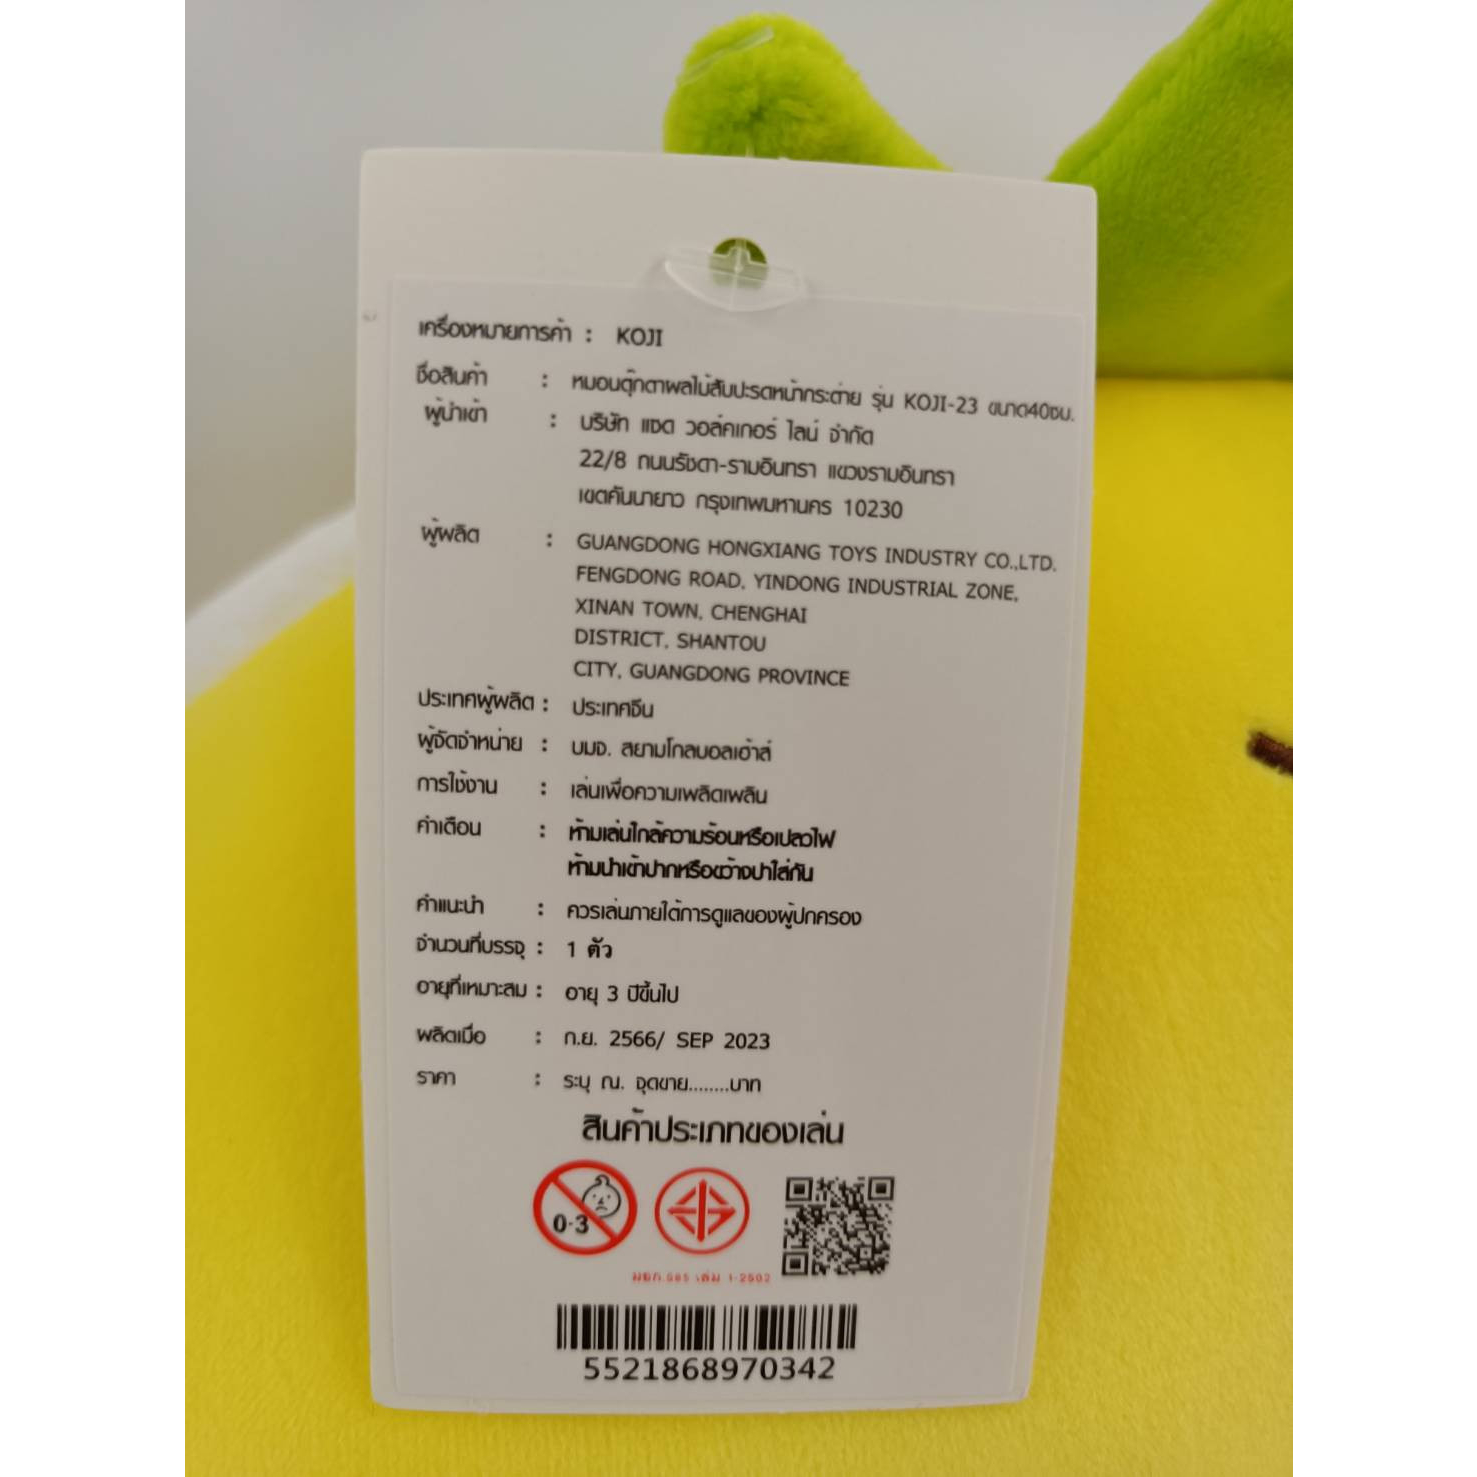 เครื่องหมายการค้า : KOJI
ชื่อสินค้า : หมอนตุ๊กตาผลไม้สับปะรดหน้ากระต่าย รุ่น KOJI-23 ขนาด40ซม.
ผู้นำเข้า : บริษัท แซด วอล์คเกอร์ ไลน์ จำกัด
22/8 ถนนรัชดา-รามอินทรา แขวงรามอินทรา
เขตคันนายาว กรุงเทพมหานคร 10230
ผู้ผลิต : GUANGDONG HONGXIANG TOYS INDUSTRY CO.,LTD.
FENGDONG ROAD, YINDONG INDUSTRIAL ZONE,
XINAN TOWN, CHENGHAI
DISTRICT, SHANTOU
CITY, GUANGDONG PROVINCE
ประเทศผู้ผลิต : ประเทศจีน
ผู้จัดจำหน่าย : บมจ. สยามโกลบอลเฮ้าส์
การใช้งาน : เล่นเพื่อความเพลิดเพลิน
คำเตือน : ห้ามเล่นใกล้ความร้อนหรือเปลวไฟ
ห้ามนำเข้าปากหรือขว้างปาใส่กัน
คำแนะนำ : ควรเล่นภายใต้การดูแลของผู้ปกครอง
จำนวนที่บรรจุ : 1 ตัว
อายุที่เหมาะสม : อายุ 3 ปีขึ้นไป
ผลิตเมื่อ : ก.ย. 2566/ SEP 2023
ราคา : ระบุ ณ. จุดขาย........บาท
สินค้าประเภทของเล่น
0-3
มอก.685 เล่ม 1-2562
5521868970342